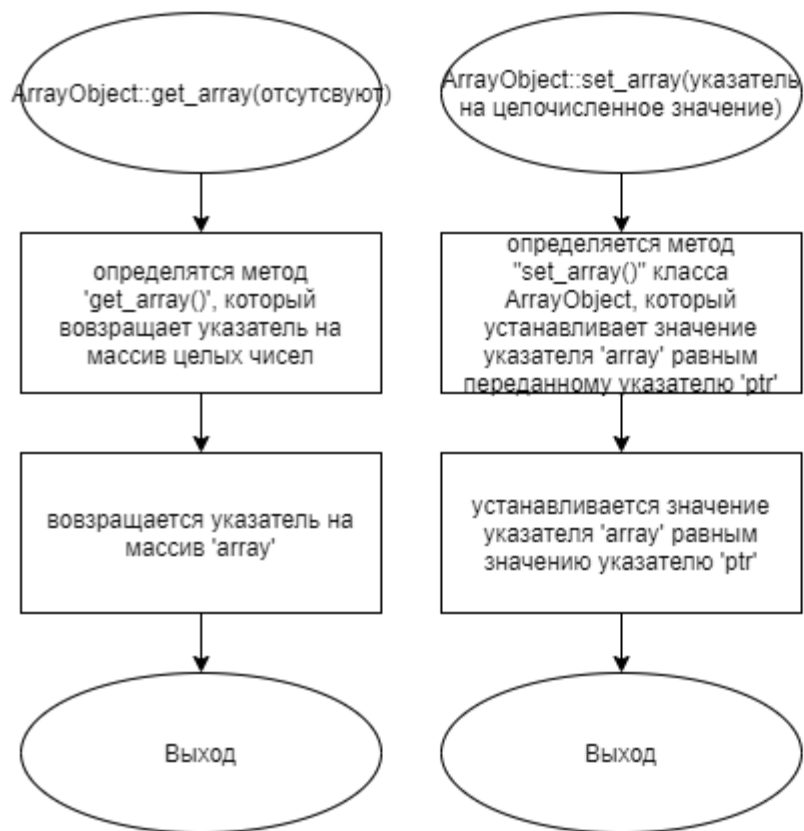 ArrayObject::get_array(отсутсвуют)
определятся метод
'get_array()', который
вовзращает указатель на
массив целых чисел
вовзращается указатель на
массив 'array'
Выход
ArrayObject::set_array(указатель
на целочисленное значение)
определяется метод
"set_array()" класса
ArrayObject, который
устанавливает значение
указателя 'array' равным
переданному указателю 'ptr'
устанавливается значение
указателя 'array' равным
значению указателю 'ptr'
Выход